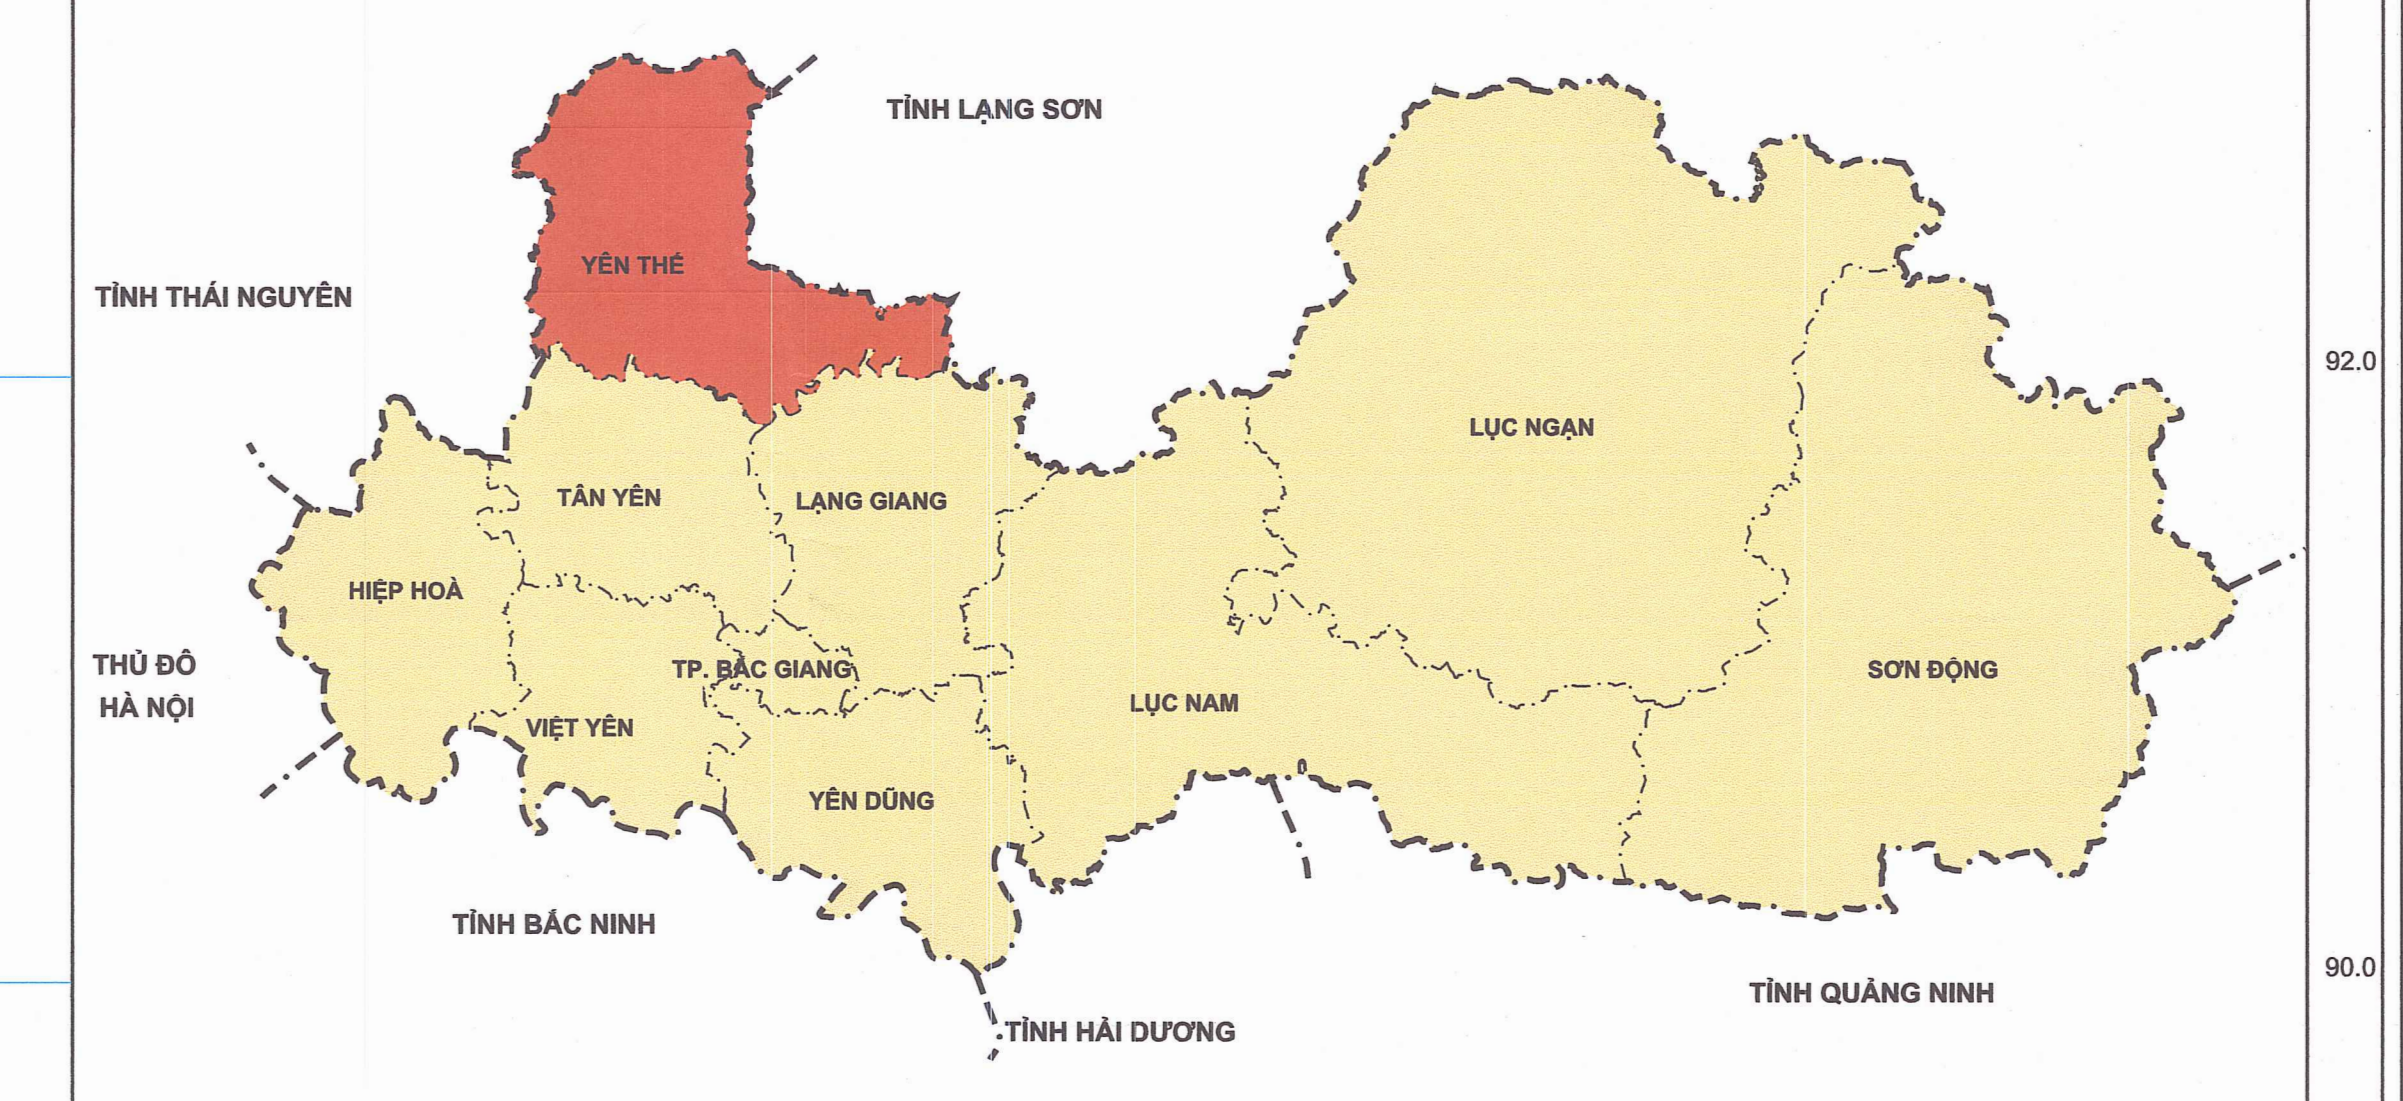 TỈNH LẠNG SƠN
YÊN THẾ
TỈNH THÁI NGUYÊN
92.0
LỤC NGẠN
TÂN YÊN
LẠNG GIANG
HIỆP HOÀ
THỦ ĐÔ
HÀ NỘI
TP. BẮC GIANG
SƠN ĐỘNG
LỤC NAM
VIỆT YÊN
YÊN DŨNG
TỈNH BẮC NINH
90.0
TỈNH QUẢNG NINH
TỈNH HẢI DƯƠNG